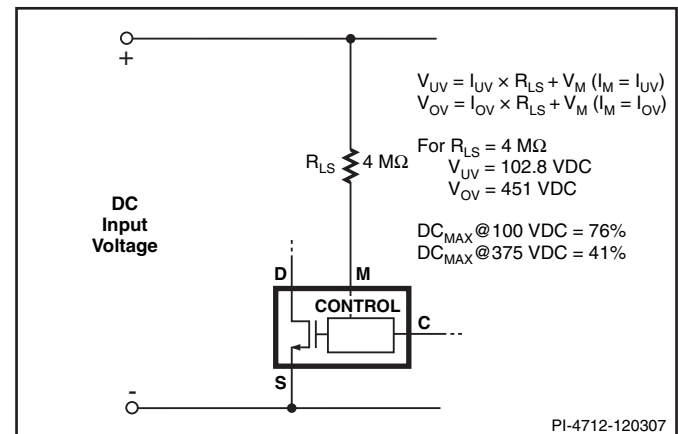 +
V_UV = I_UV × R_LS + V_M (I_M = I_UV)
V_OV = I_OV × R_LS + V_M (I_M = I_OV)
For R_LS = 4 MΩ
V_UV = 102.8 VDC
V_OV = 451 VDC
DC_MAX@100 VDC = 76%
DC_MAX@375 VDC = 41%
R_LS 4 MΩ
DC
Input
Voltage
D M
CONTROL
C
S
-
PI-4712-120307